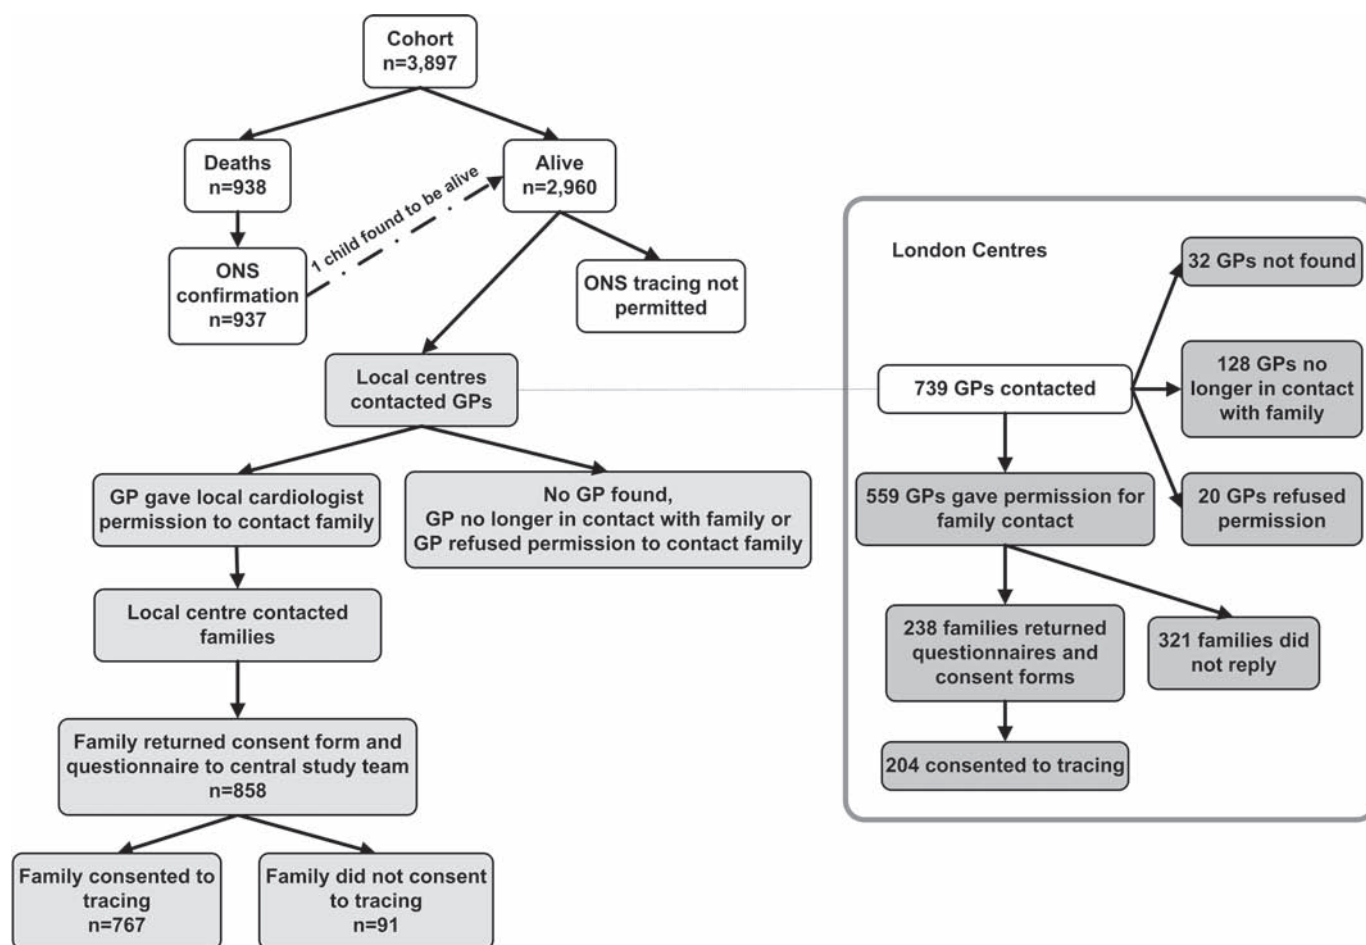 Cohort
n=3,897
Deaths
n=938
Alive
n=2,960
1 child found to be alive
ONS
confirmation
n=937
ONS tracing not
permitted
Local centres
contacted GPs
GP gave local cardiologist
permission to contact family
No GP found,
GP no longer in contact with family or
GP refused permission to contact family
Local centre contacted
families
Family returned consent form and
questionnaire to central study team
n=858
Family consented to
tracing
n=767
Family did not consent
to tracing
n=91
London Centres
32 GPs not found
739 GPs contacted
128 GPs no
longer in contact
with family
559 GPs gave permission for
family contact
20 GPs refused
permission
238 families returned
questionnaires and
consent forms
321 families did
not reply
204 consented to tracing